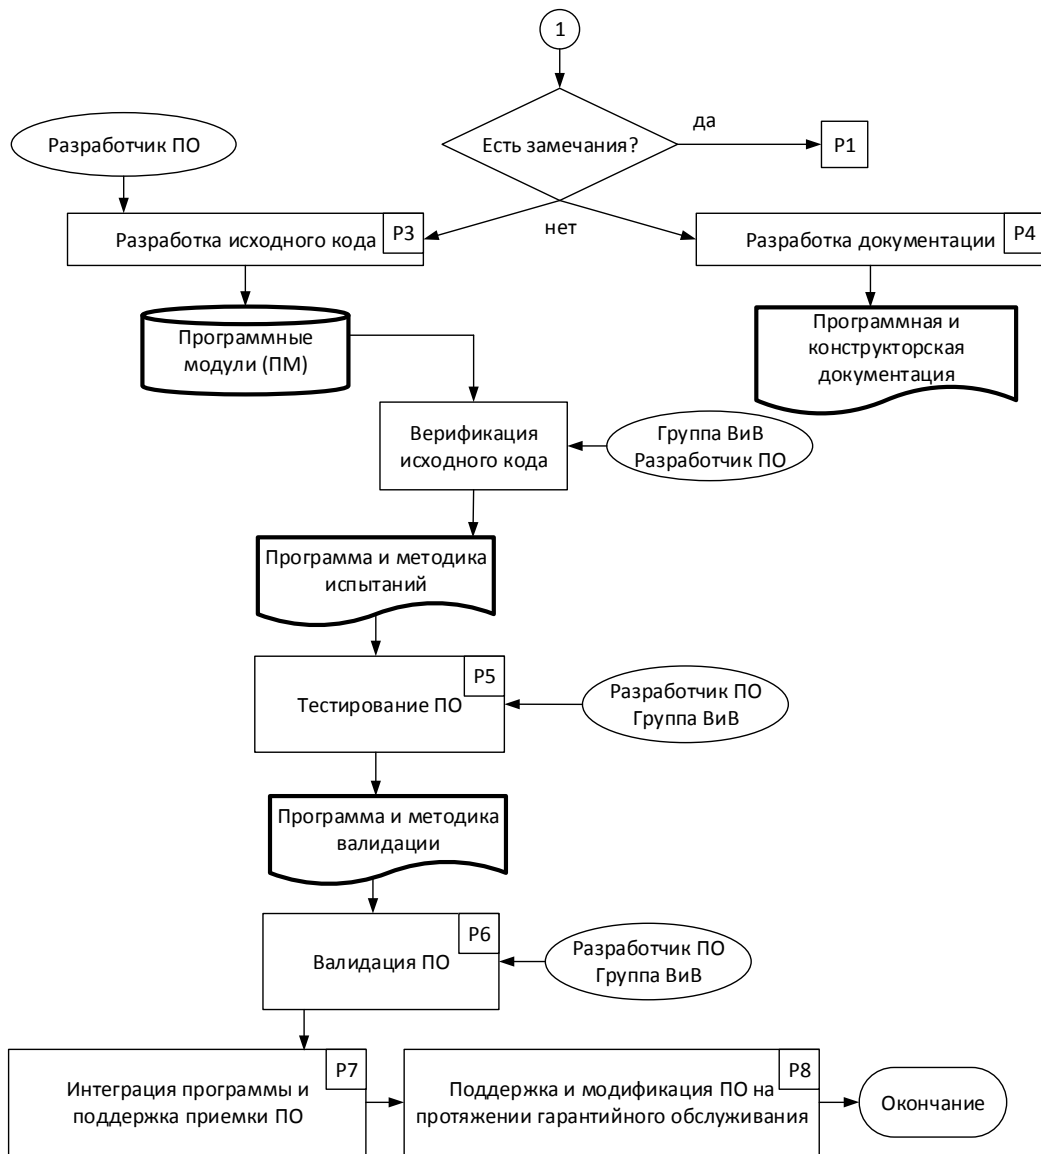 1
Есть замечания?
да
P1
Разработчик ПО
нет
Разработка исходного кода
P3
Разработка документации
P4
Программные
модули (ПМ)
Программная и
конструкторская
документация
Верификация
исходного кода
Группа ВиВ
Разработчик ПО
Программа и методика
испытаний
P5
Тестирование ПО
Разработчик ПО
Группа ВиВ
Программа и методика
валидации
P6
Валидация ПО
Разработчик ПО
Группа ВиВ
P7
Интеграция программы и
поддержка приемки ПО
P8
Поддержка и модификация ПО на
протяжении гарантийного обслуживания
Окончание